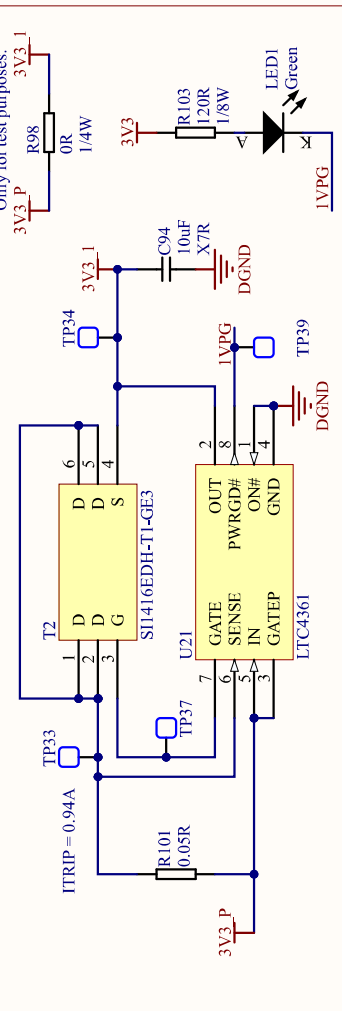 Only for test purposes.
3V3_P
R98
0R
1/4W
3V3_1
3V3
R103
120R
1/8W
A
K
LED1
Green
1VPG
3V3_1
C94
10uF
X7R
DGND
TP34
1VPG
TP39
DGND
T2
1
2
3
D
D
G
D
D
S
6
5
4
SI1416EDH-T1-GE3
U21
7
6
5
3
GATE
SENSE
IN
GATEP
OUT
PWRGD#
ON#
GND
2
8
1
4
LTC4361
TP33
TP37
ITRIP = 0.94A
R101
0.05R
3V3_P